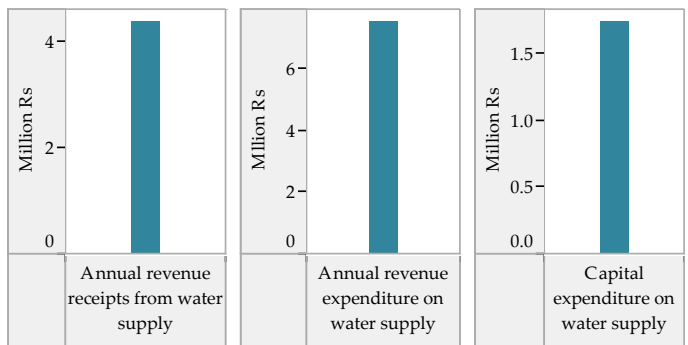 Million Rs
4
2
0
Annual revenue
receipts from water
supply
Mllion Rs
6
4
2
0
Annual revenue
expenditure on
water supply
Million Rs
1.5
1.0
0.5
0.0
Capital
expenditure on
water supply